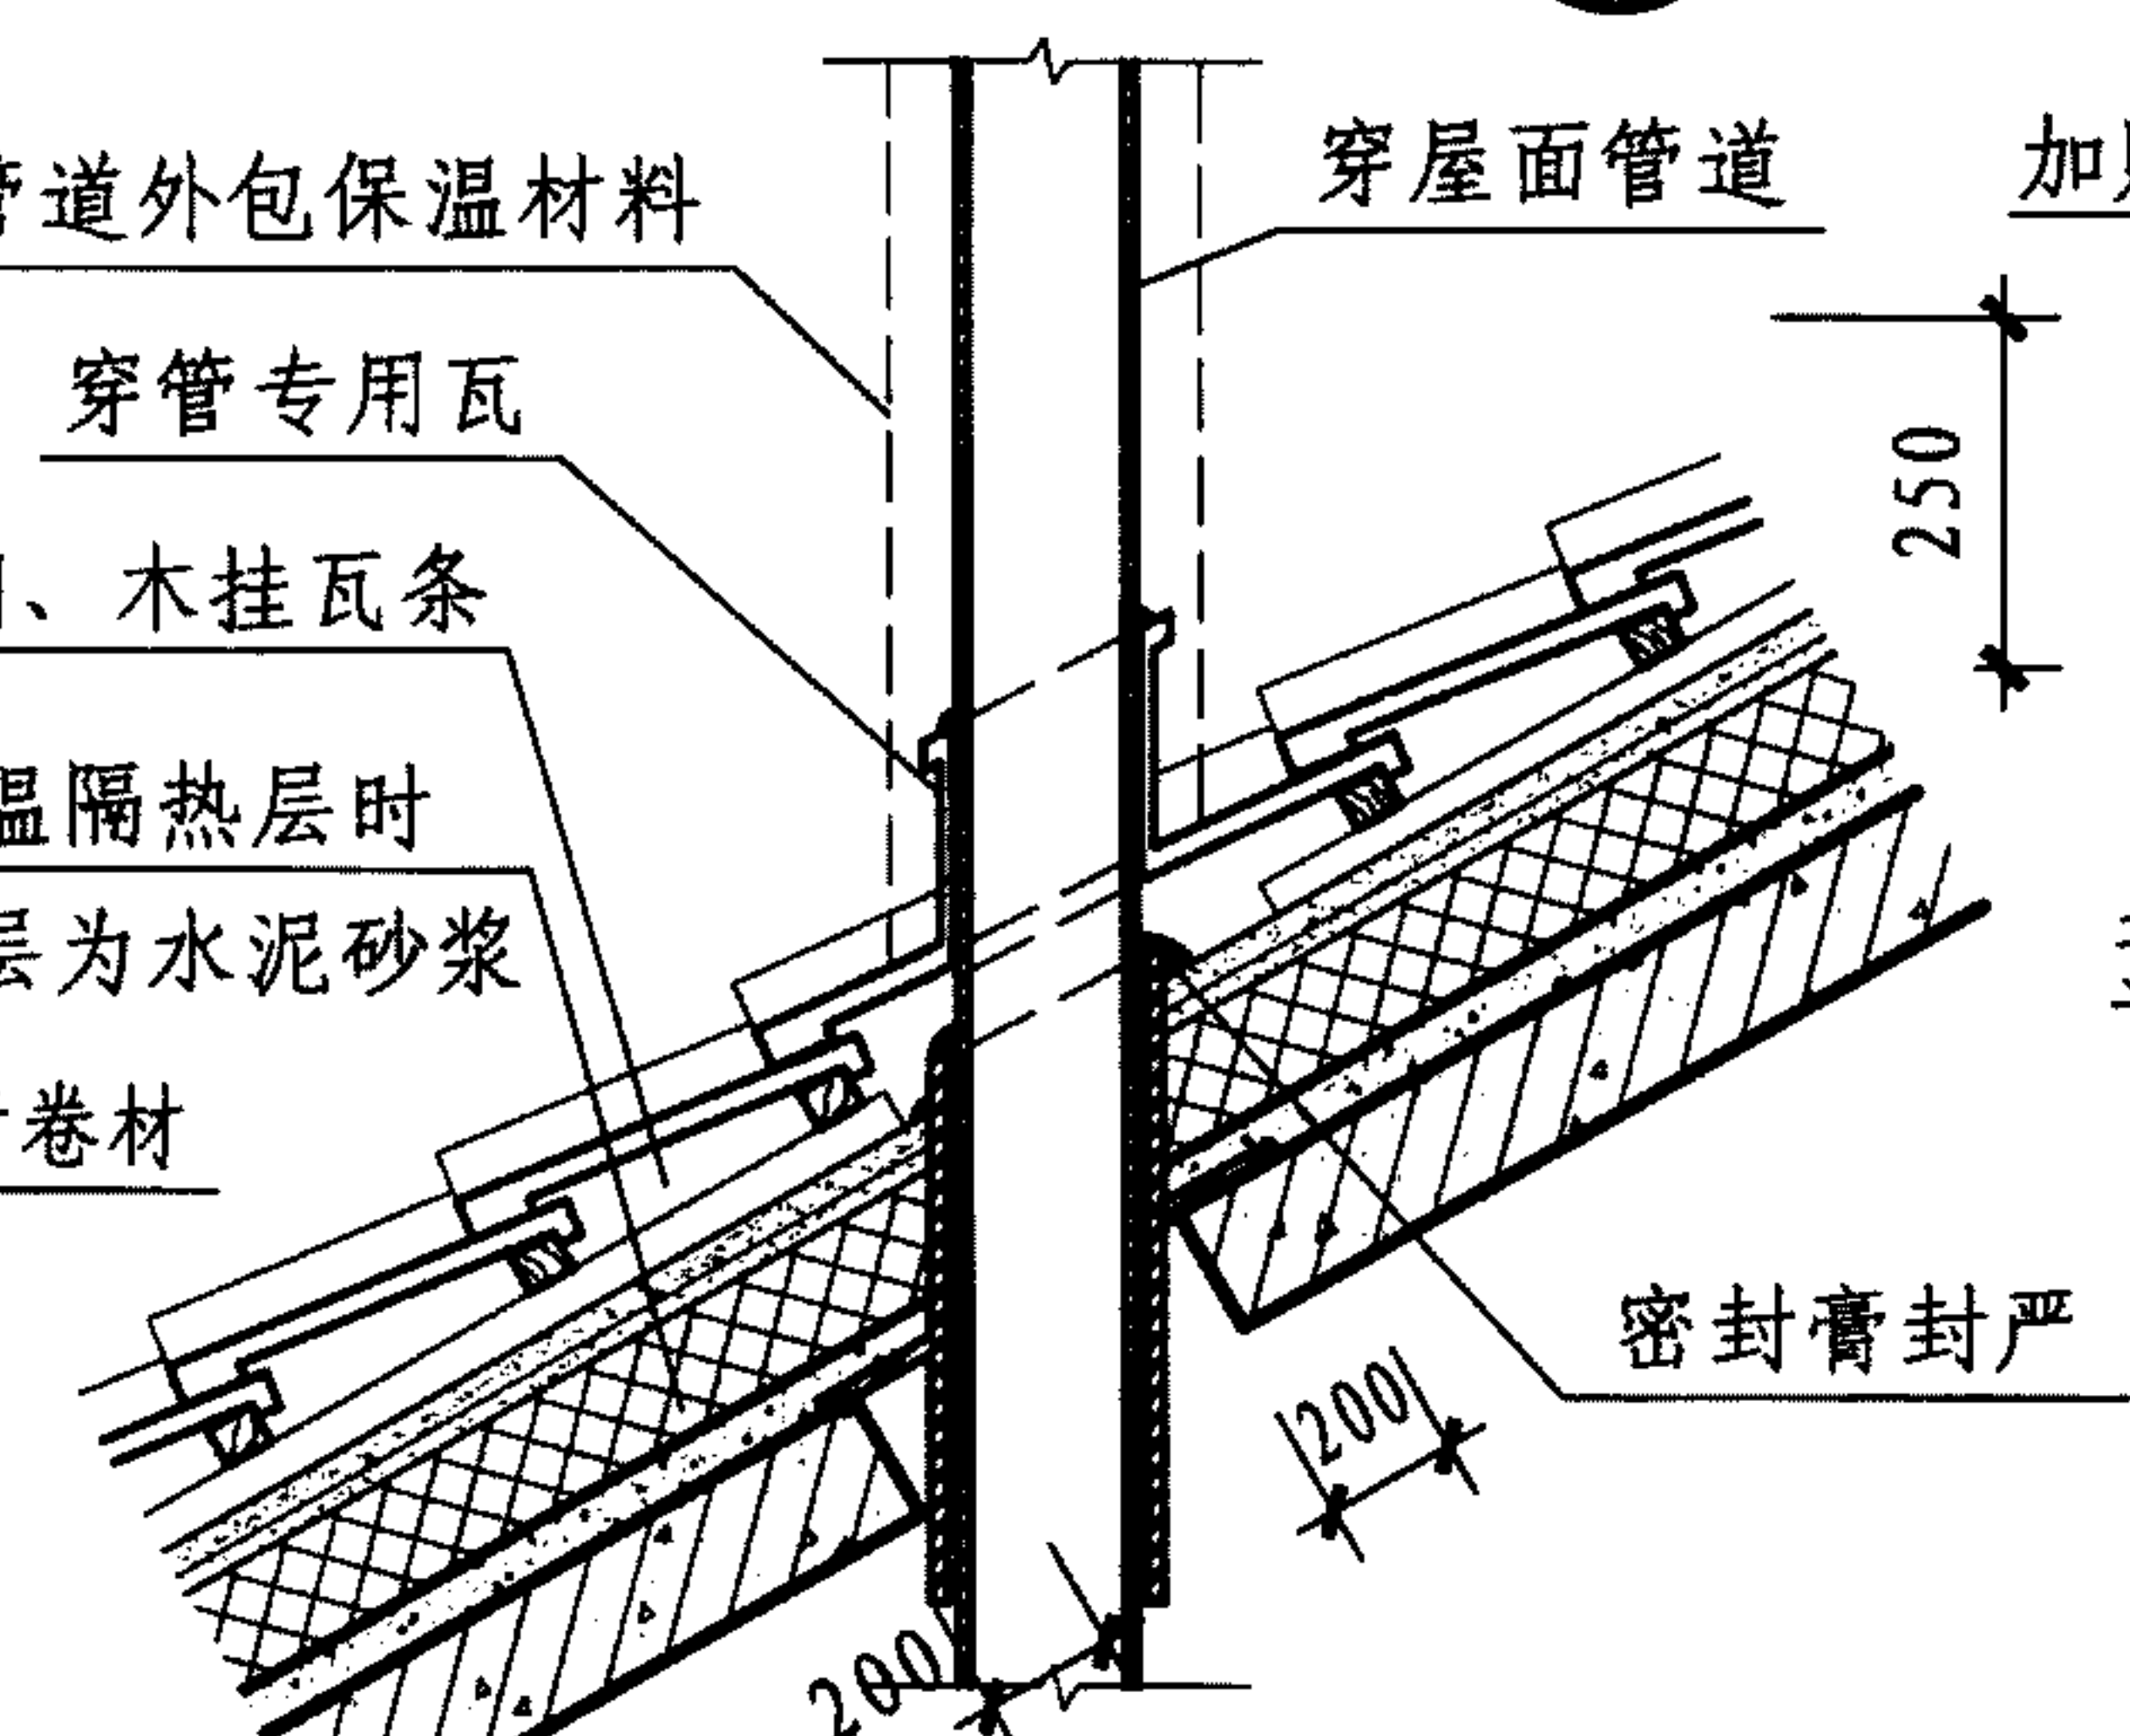 道外包保温材料
穿屋面管道
加
穿管专用瓦
250
、木挂瓦条
温隔热层时
层为水泥砂浆
卷材
密封膏封严
200
200